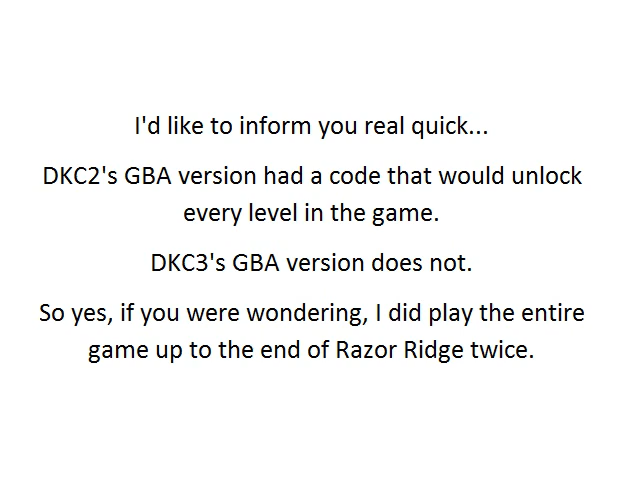 I'd like to inform you real quick...
DKC2's GBA version had a code that would unlock
every level in the game.
DKC3's GBA version does not.
So yes, if you were wondering, I did play the entire
game up to the end of Razor Ridge twice.